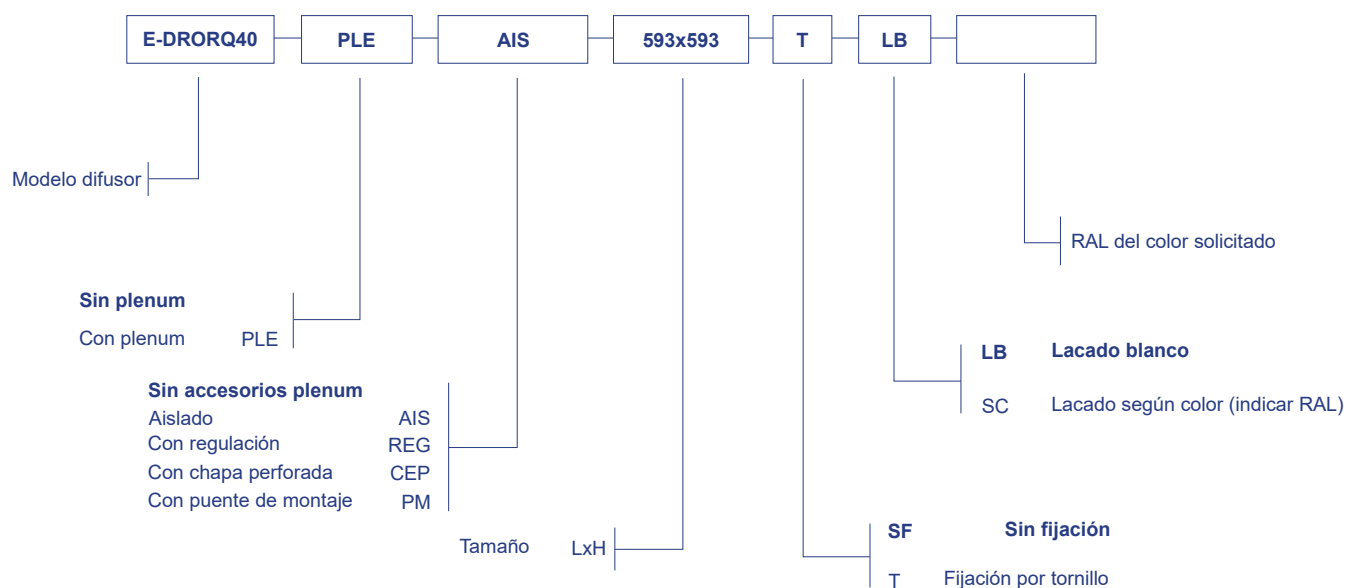 E-DRORQ40 PLE AIS 593x593 T LB
Modelo difusor
RAL del color solicitado
Sin plenum
Con plenum PLE
LB Lacado blanco
SC Lacado según color (indicar RAL)
Sin accesorios plenum
Aislado AIS
Con regulación REG
Con chapa perforada CEP
Con puente de montaje PM
Tamaño LxH
SF Sin fijación
T Fijación por tornillo